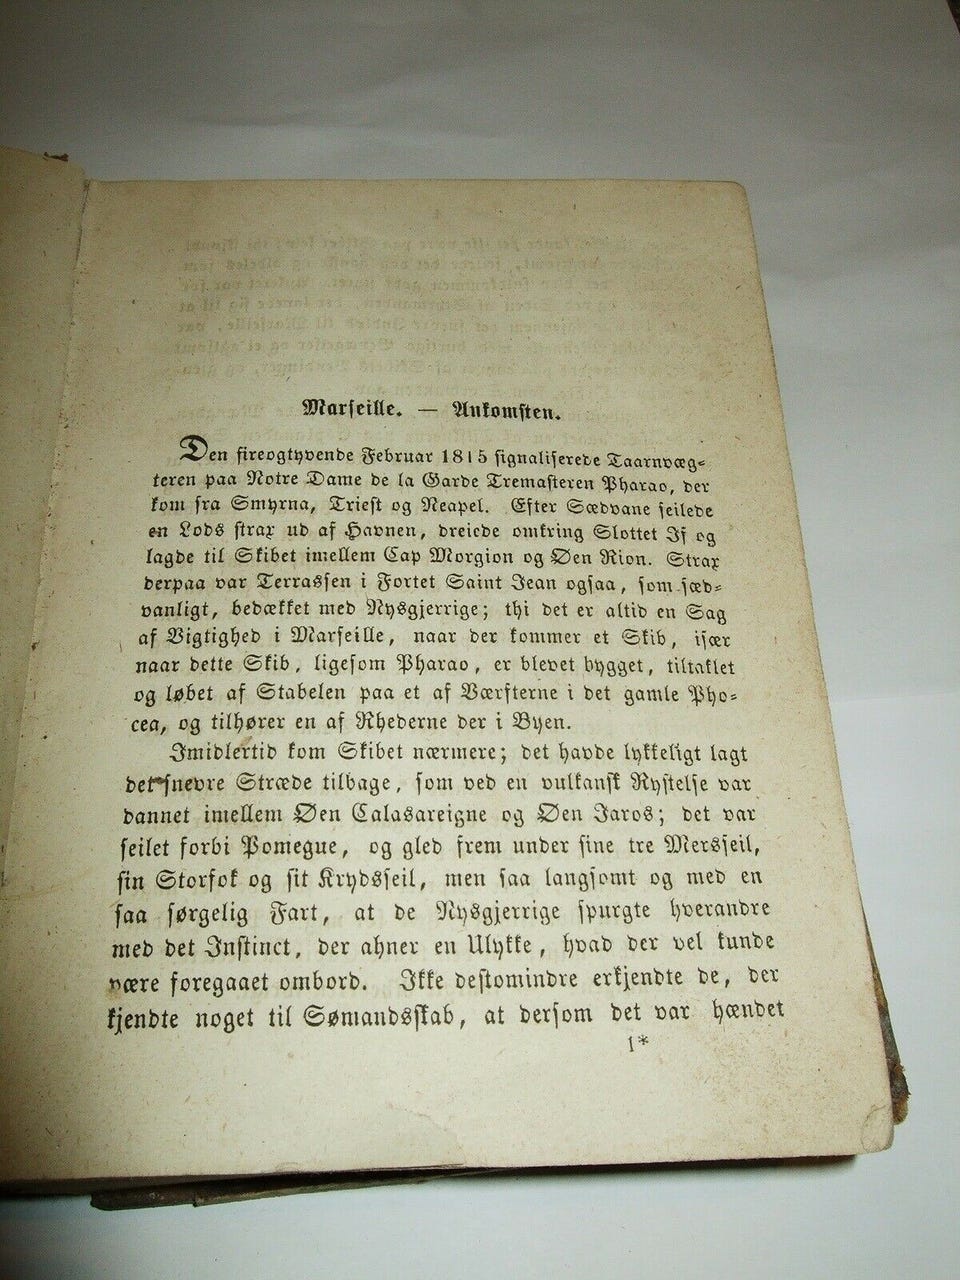 Marseille. — Ankomsten.
Den fireogtyvende Februar 1815 signaliserede Taarnvæg-
teren paa Notre Dame de la Garde Tremasteren Pharao, der
kom fra Smyrna, Triest og Neapel. Efter Sædvane seilede
en Lods strax ud af Havnen, dreiede omkring Slottet If og
lagde til Skibet imellem Cap Morgion og Øen Rion. Strax
derpaa var Terrassen i Fortet Saint Jean ogsaa, som sæd-
vanligt, bedækket med Nysgjerrige; thi det er altid en Sag
af Vigtighed i Marseille, naar der kommer et Skib, især
naar dette Skib, ligesom Pharao, er blevet bygget, tiltaklet
og løbet af Stabelen paa et af Værfterne i det gamle Pho-
cea, og tilhører en af Rhederne der i Byen.
Imidlertid kom Skibet nærmere; det havde lykkeligt lagt
det snevre Stræde tilbage, som ved en vulkansk Rystelse var
dannet imellem Øen Calasareigne og Øen Jaros; det var
seilet forbi Pomegue, og gled frem under sine tre Mersseil,
sin Storfok og sit Krydsseil, men saa langsomt og med en
saa sørgelig Fart, at de Nysgjerrige spurgte hverandre
med det Instinct, der ahner en Ulykke, hvad der vel kunde
være foregaaet ombord. Ikke destomindre erkjendte de, der
kjendte noget til Sømandsskab, at dersom det var hændet
1*